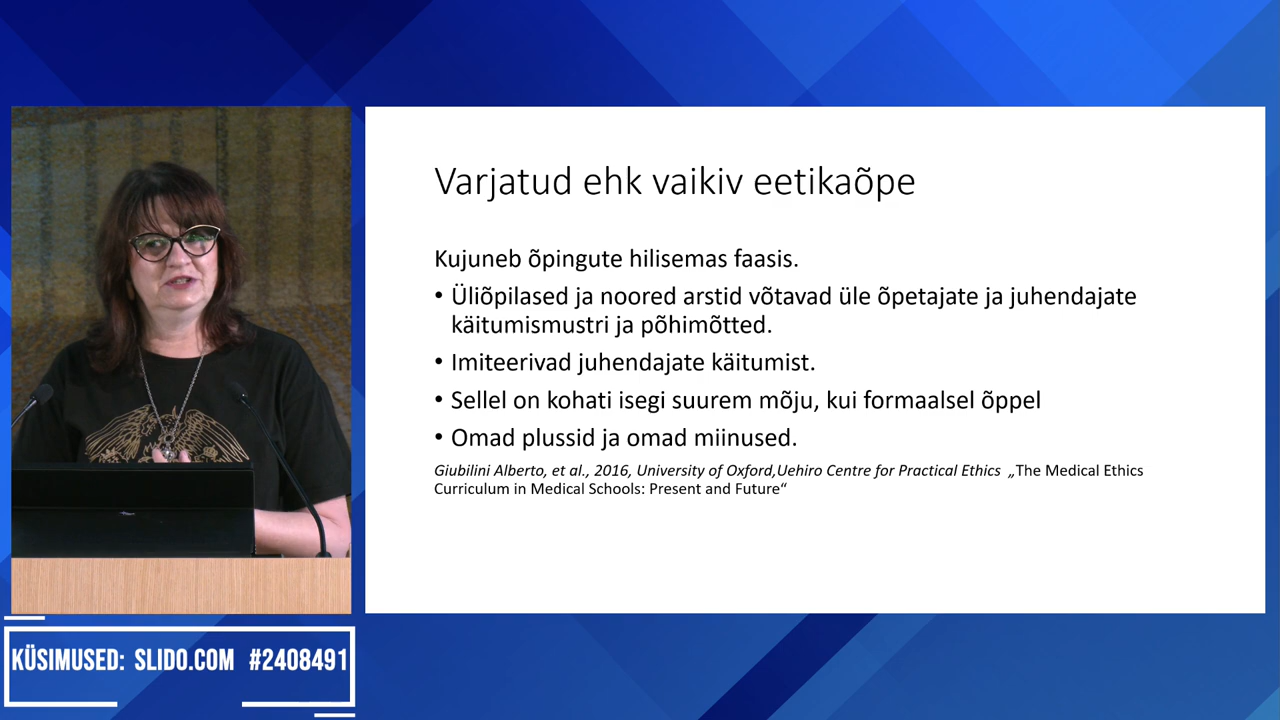 Varjatud ehk vaikiv eetikaõpe
Kujuneb õpingute hilisemas faasis.
• Üliõpilased ja noored arstid võtavad üle õpetajate ja juhendajate
käitumismustri ja põhimõtted.
• Imiteerivad juhendajate käitumist.
• Sellel on kohati isegi suurem mõju, kui formaalsel õppel
• Omad plussid ja omad miinused.
Giubilini Alberto, et al., 2016, University of Oxford,Uehiro Centre for Practical Ethics „The Medical Ethics
Curriculum in Medical Schools: Present and Future“
KÜSIMUSED: SLIDO.COM #2408491